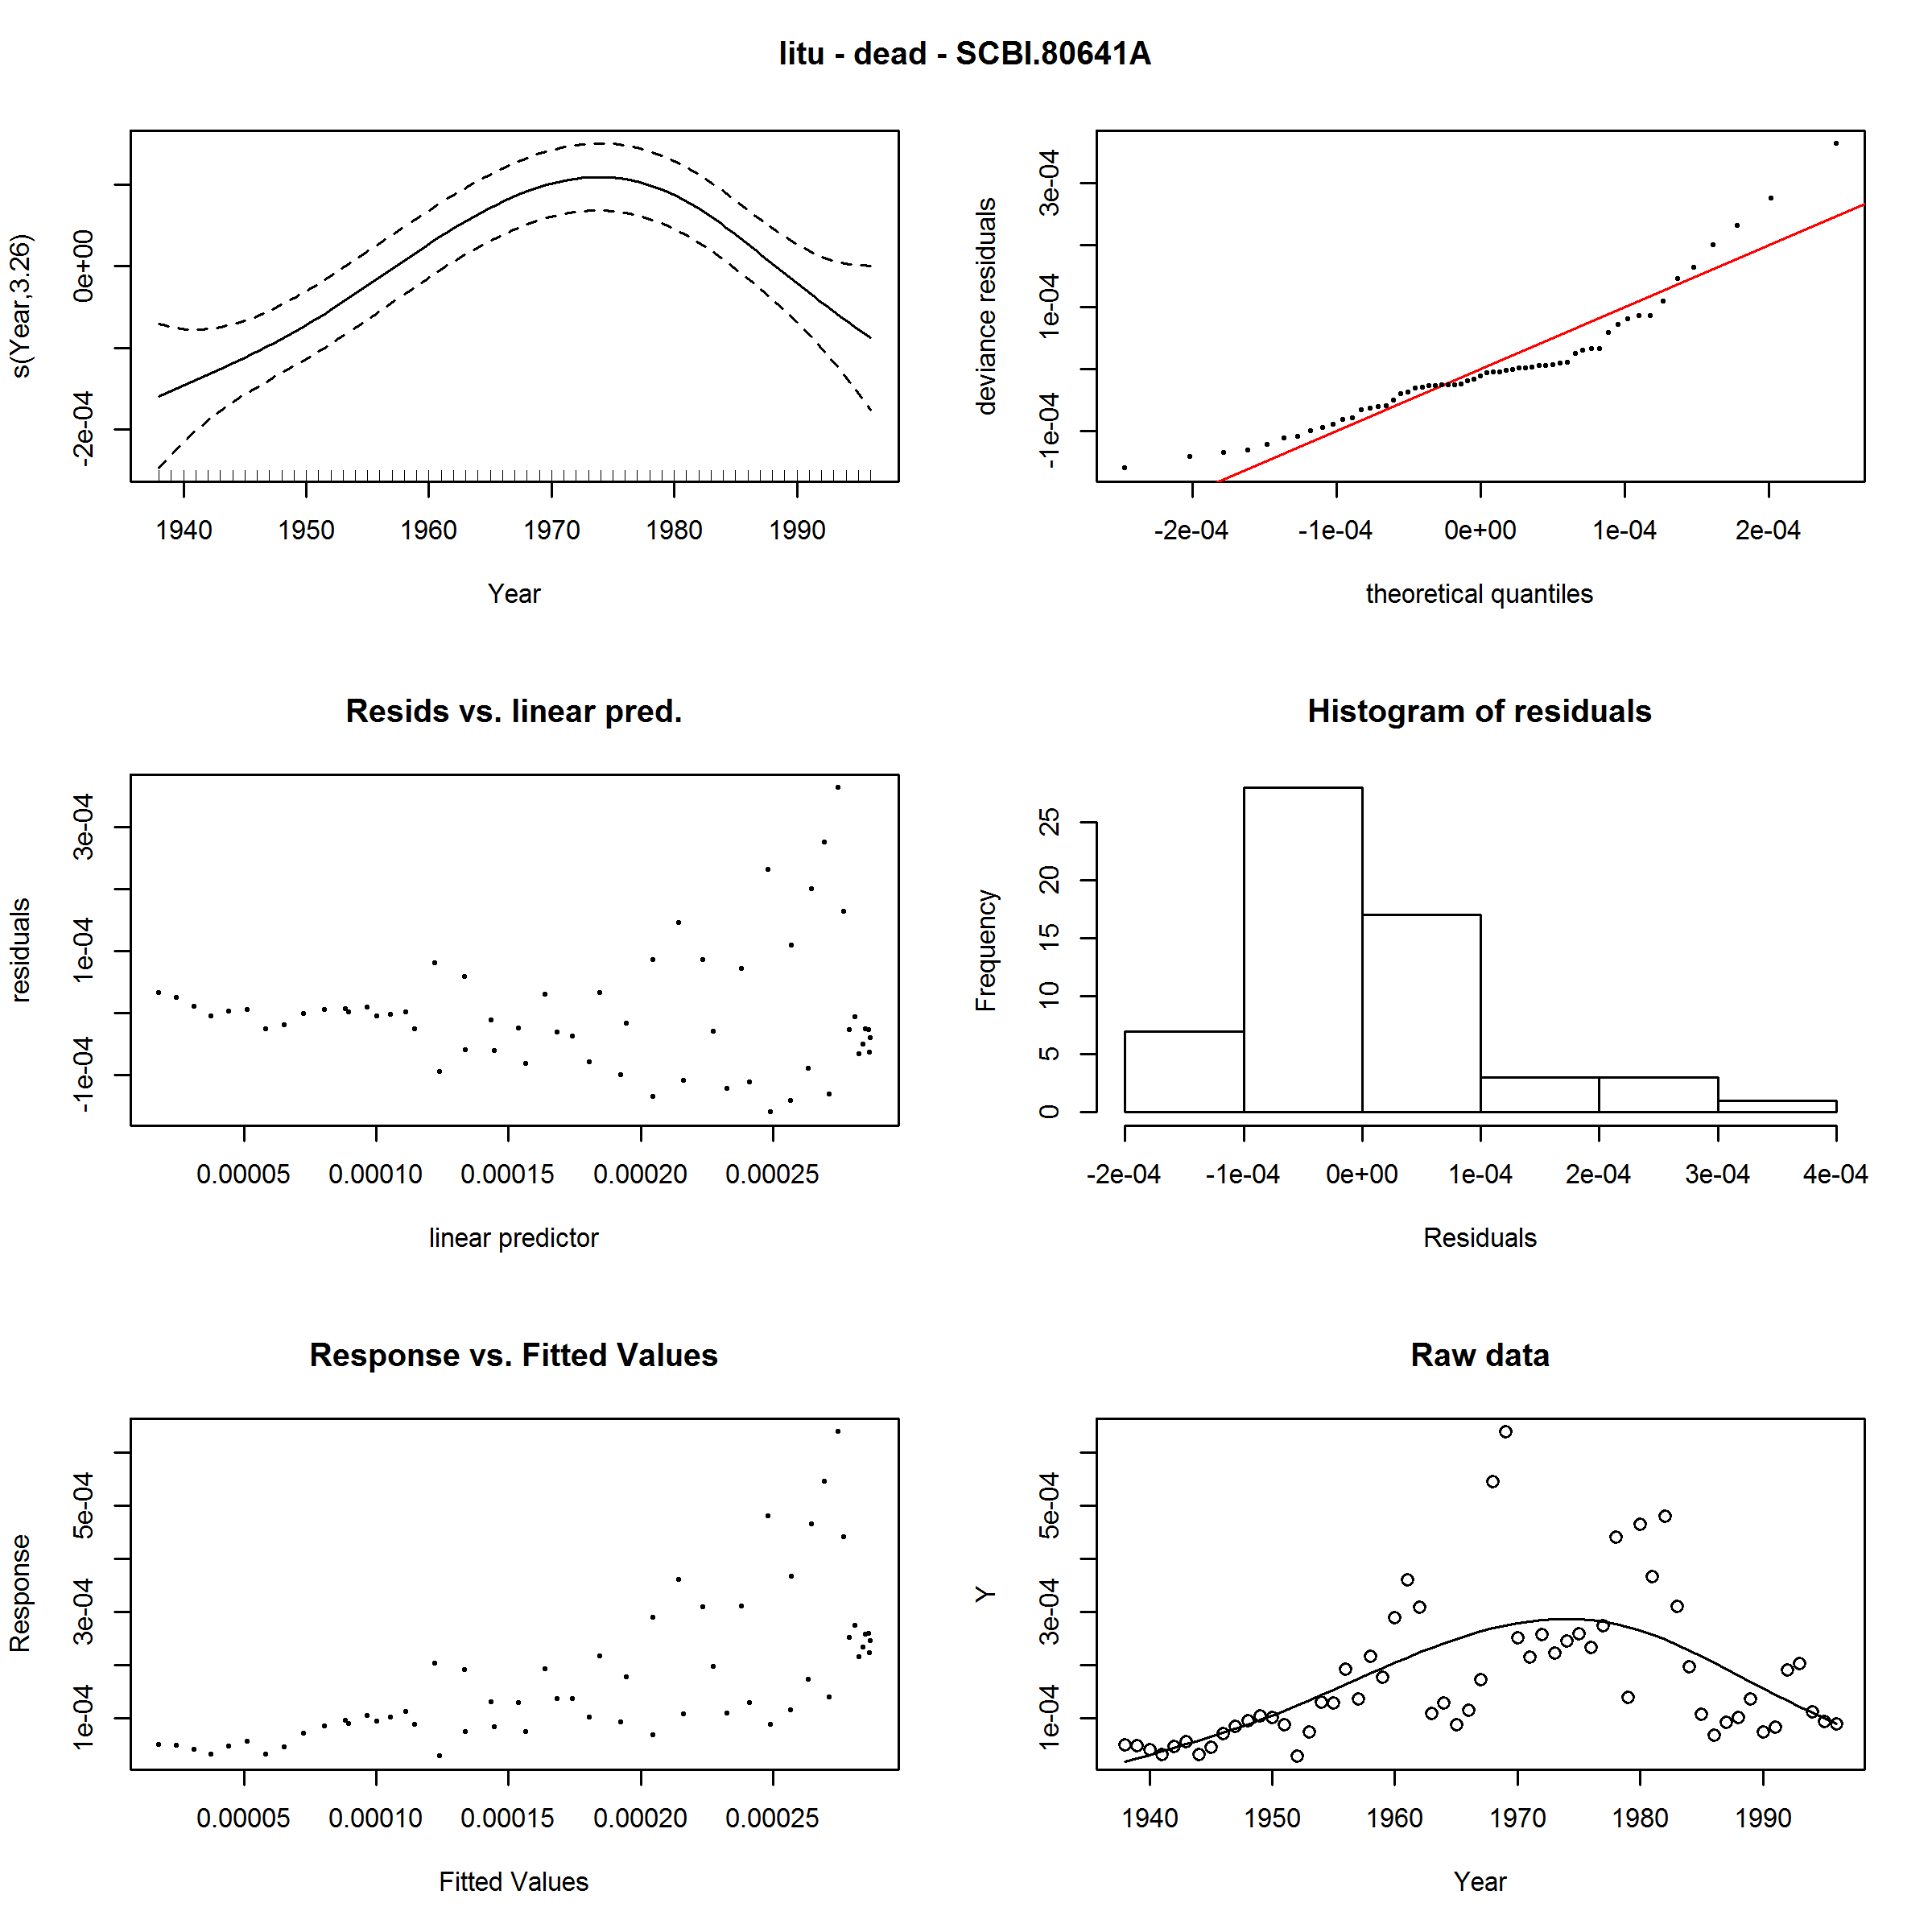 litu - dead - SCBI.80641A
s(Year,3.26)
-2e-04 0e+00
1940 1950 1960 1970 1980 1990
Year
deviance residuals
-1e-04 1e-04 3e-04
-2e-04 -1e-04 0e+00 1e-04 2e-04
theoretical quantiles
Resids vs. linear pred.
residuals
-1e-04 1e-04 3e-04
0.00005 0.00010 0.00015 0.00020 0.00025
linear predictor
Histogram of residuals
Frequency
0 5 10 15 20 25
-2e-04 -1e-04 0e+00 1e-04 2e-04 3e-04 4e-04
Residuals
Response vs. Fitted Values
Response
1e-04 3e-04 5e-04
0.00005 0.00010 0.00015 0.00020 0.00025
Fitted Values
Raw data
Y
1e-04 3e-04 5e-04
1940 1950 1960 1970 1980 1990
Year